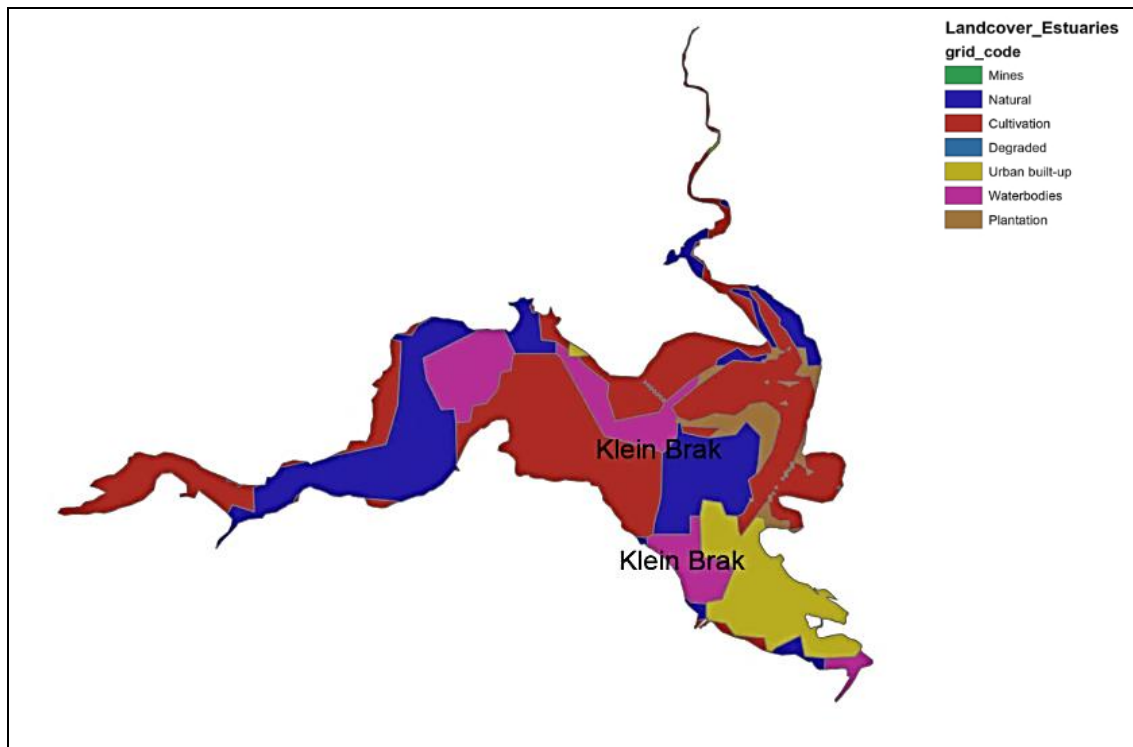 Landcover_Estuaries
grid_code
Mines
Natural
Cultivation
Degraded
Urban built-up
Waterbodies
Plantation
Klein Brak
Klein Brak